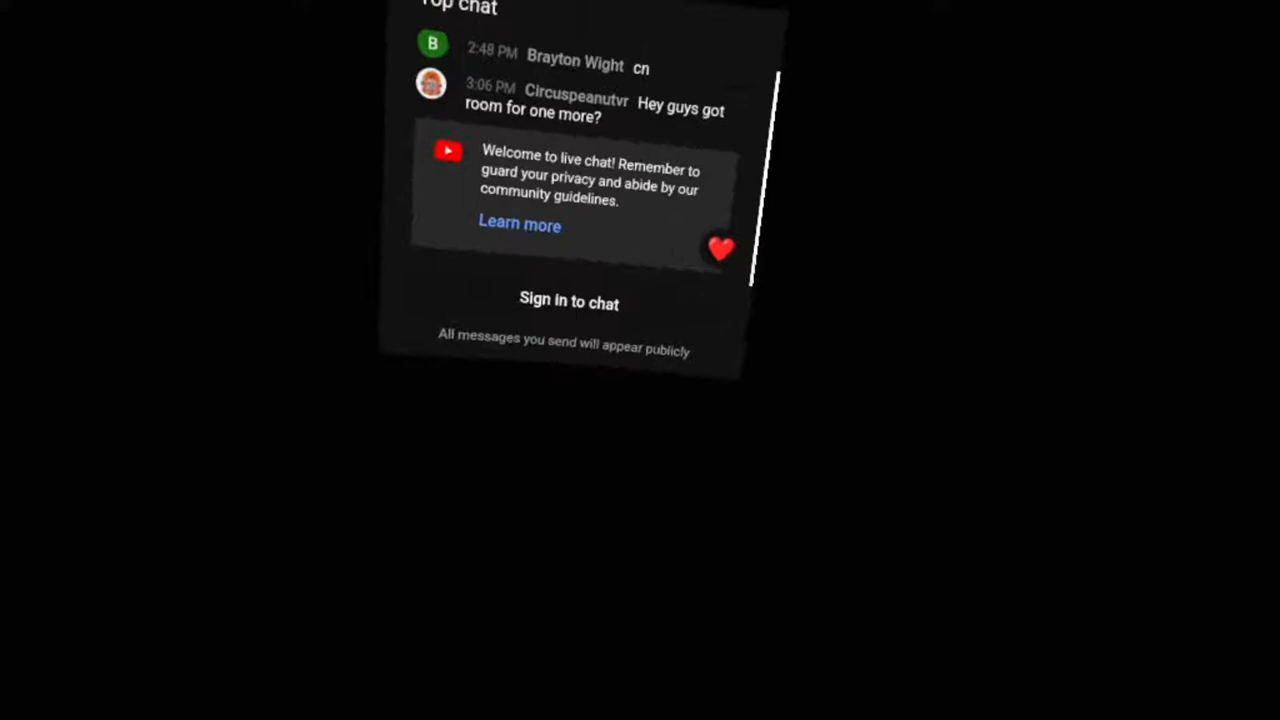 Top chat
B
2:48 PM Brayton Wight cn
3:06 PM Circuspeanutvr Hey guys got
room for one more?
Welcome to live chat! Remember to
guard your privacy and abide by our
community guidelines.
Learn more
Sign in to chat
All messages you send will appear publicly